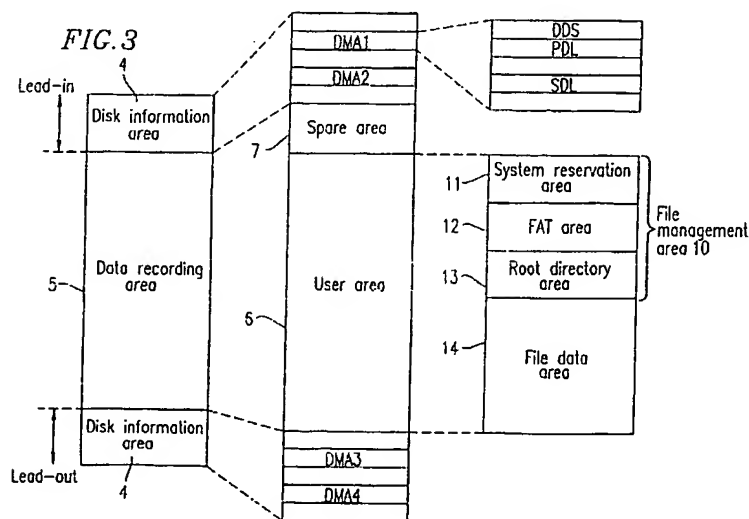 FIG. 3
Lead-in
4
Disk information
area
5
Data recording
area
Disk information
area
4
Lead-out
DMA1
DMA2
7
Spare area
6
User area
DMA3
DMA4
DDS
PDL
SDL
11
System reservation
area
12
FAT area
13
Root directory
area
14
File data
area
File
management
area 10